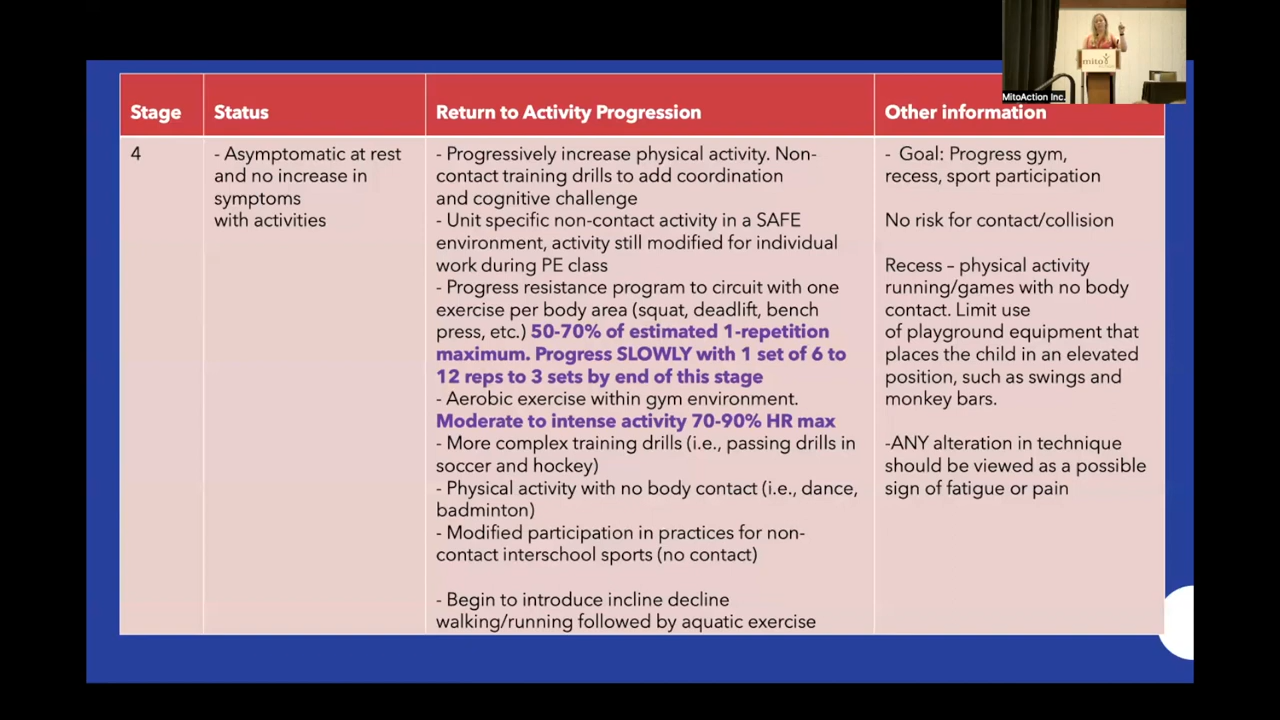 mito
MitoAction Inc.
Stage
Status
Return to Activity Progression
Other information
4
- Asymptomatic at rest
and no increase in
symptoms
with activities
- Progressively increase physical activity. Non-
contact training drills to add coordination
and cognitive challenge
- Unit specific non-contact activity in a SAFE
environment, activity still modified for individual
work during PE class
- Progress resistance program to circuit with one
exercise per body area (squat, deadlift, bench
press, etc.) 50-70% of estimated 1-repetition
maximum. Progress SLOWLY with 1 set of 6 to
12 reps to 3 sets by end of this stage
- Aerobic exercise within gym environment.
Moderate to intense activity 70-90% HR max
- More complex training drills (i.e., passing drills in
soccer and hockey)
- Physical activity with no body contact (i.e., dance,
badminton)
- Modified participation in practices for non-
contact interschool sports (no contact)
- Begin to introduce incline decline
walking/running followed by aquatic exercise
- Goal: Progress gym,
recess, sport participation
No risk for contact/collision
Recess – physical activity
running/games with no body
contact. Limit use
of playground equipment that
places the child in an elevated
position, such as swings and
monkey bars.
-ANY alteration in technique
should be viewed as a possible
sign of fatigue or pain